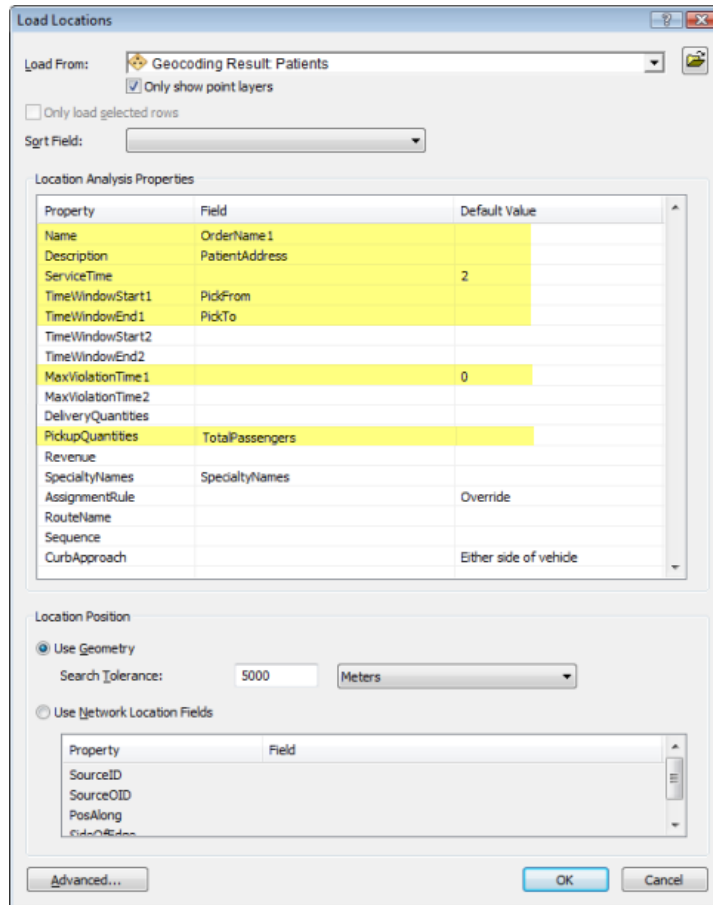 Load Locations
Load From: Geocoding Result: Patients
Only show point layers
Only load selected rows
Sort Field:
Location Analysis Properties
Property Field Default Value
Name OrderName1
Description PatientAddress
ServiceTime 2
TimeWindowStart1 PickFrom
TimeWindowEnd1 PickTo
TimeWindowStart2
TimeWindowEnd2
MaxViolationTime1 0
MaxViolationTime2
DeliveryQuantities
PickupQuantities TotalPassengers
Revenue
SpecialtyNames SpecialtyNames
AssignmentRule Override
RouteName
Sequence
CurbApproach Either side of vehicle
Location Position
Use Geometry
Search Tolerance: 5000 Meters
Use Network Location Fields
Property Field
SourceID
SourceOID
PosAlong
SideOfEdge
Advanced... OK Cancel